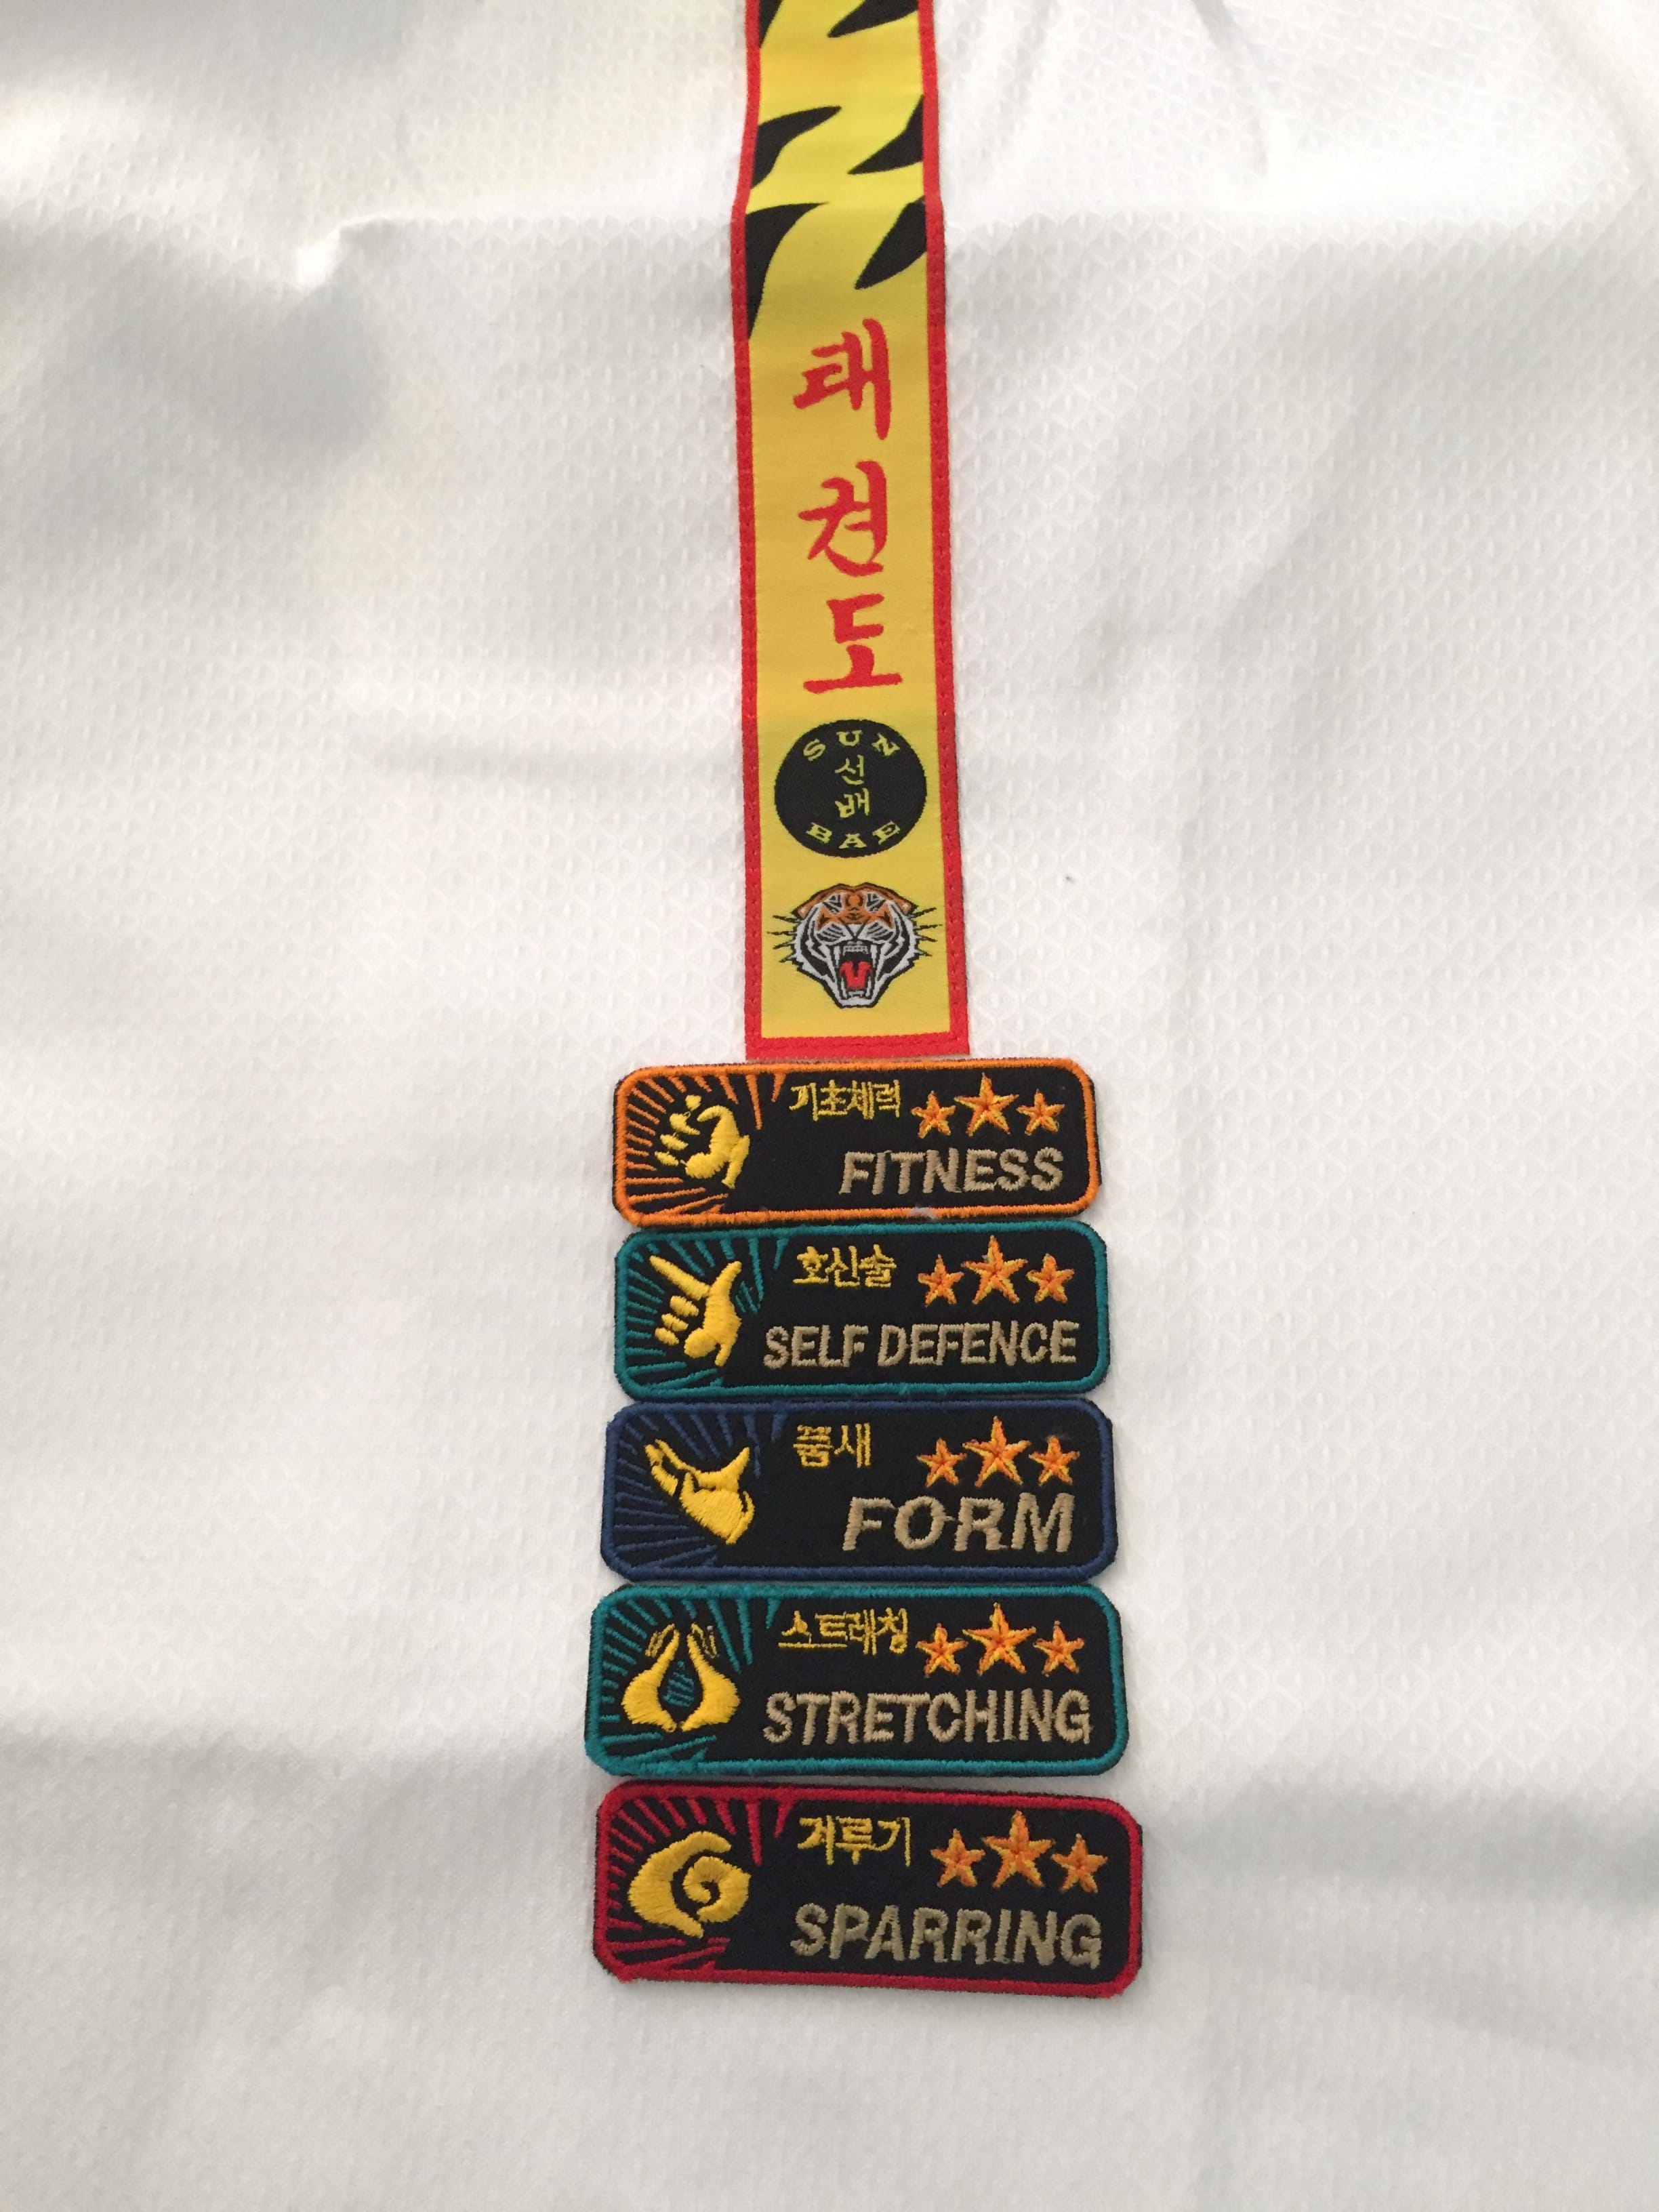 태
권
도
SUN
선
배
BAE
기초체력
FITNESS
호신술
SELF DEFENCE
품새
FORM
스트레칭
STRETCHING
겨루기
SPARRING